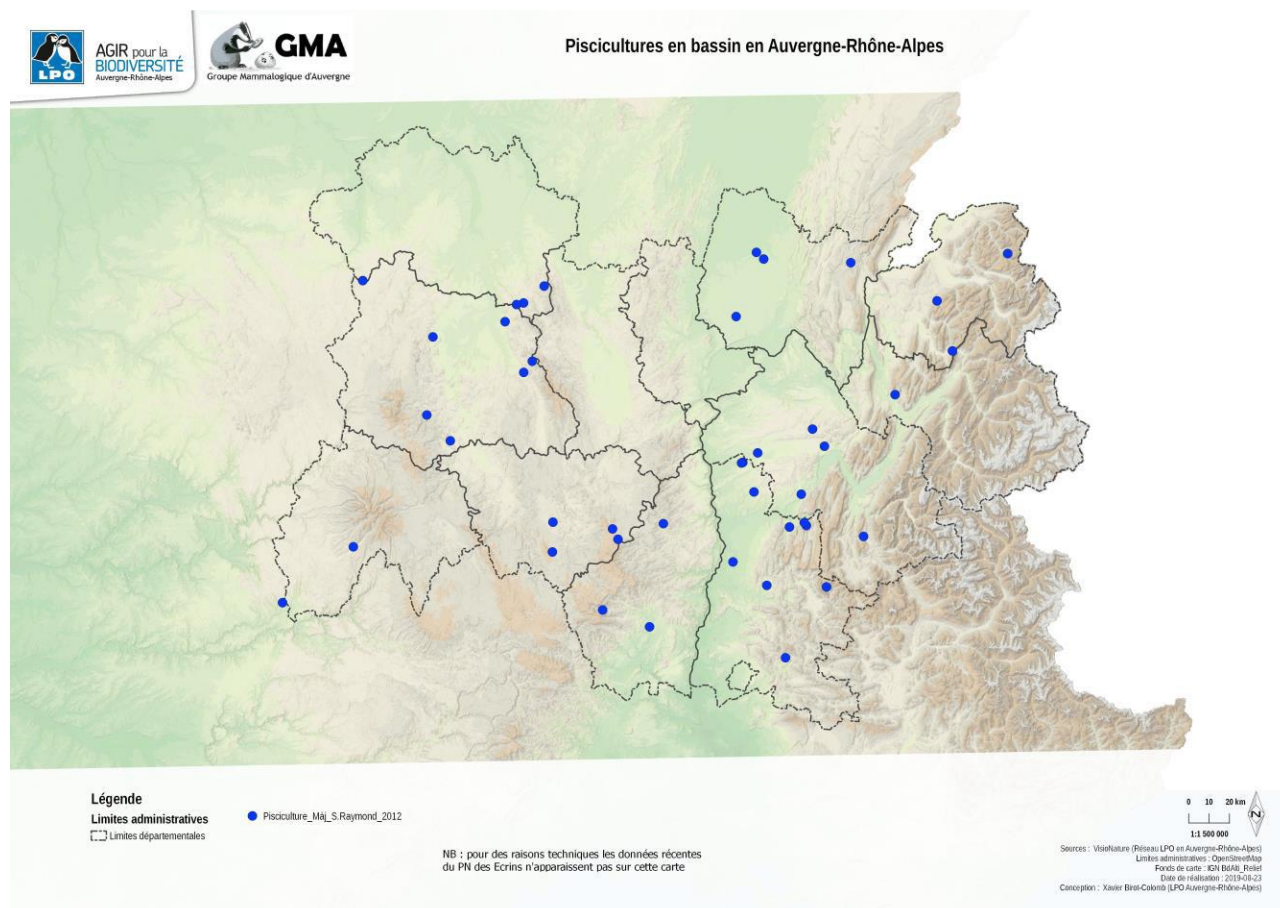 LPO
AGIR pour la
BIODIVERSITÉ
Auvergne-Rhône-Alpes
GMA
Groupe Mammalogique d'Auvergne
Piscicultures en bassin en Auvergne-Rhône-Alpes
Légende
Limites administratives
Limites départementales
Pisciculture_Màj_S.Raymond_2012
NB : pour des raisons techniques les données récentes
du PN des Ecrins n'apparaissent pas sur cette carte
0 10 20 km
1:1 500 000
N
Sources : VisioNature (Réseau LPO en Auvergne-Rhône-Alpes)
Limites administratives : OpenStreetMap
Fonds de carte : IGN BdAlti_Relief
Date de réalisation : 2019-08-23
Conception : Xavier Birot-Colomb (LPO Auvergne-Rhône-Alpes)